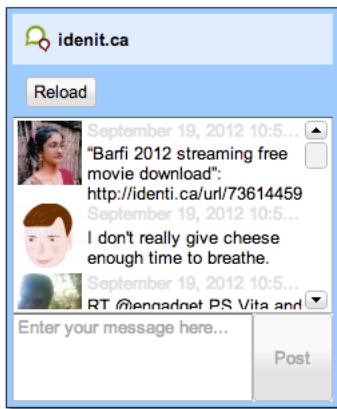 idenit.ca
Reload
September 19, 2012 10:5...
“Barfi 2012 streaming free
movie download”:
http://identi.ca/url/73614459
September 19, 2012 10:5...
I don't really give cheese
enough time to breathe.
September 19, 2012 10:5...
RT @engadget PS Vita and
Enter your message here...
Post